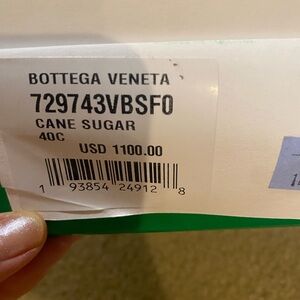 BOTTEGA VENETA
729743VBSF0
CANE SUGAR
40C
USD 1100.00
1 93854 24912 8